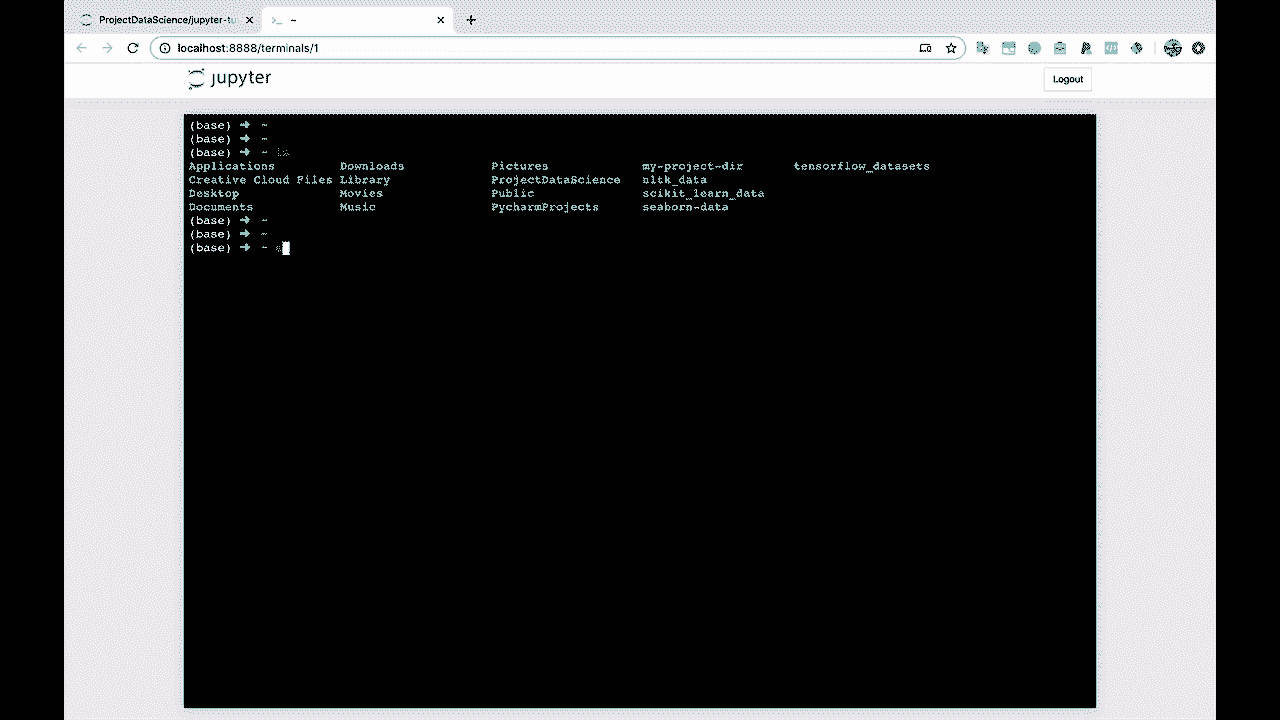 ProjectDataScience/jupyter-tu
~
localhost:8888/terminals/1
jupyter
Logout
(base) ➜ ~
(base) ➜ ~
(base) ➜ ~ ls
Applications Downloads Pictures my-project-dir tensorflow_datasets
Creative Cloud Files Library ProjectDataScience nltk_data
Desktop Movies Public scikit_learn_data
Documents Music PycharmProjects seaborn-data
(base) ➜ ~
(base) ➜ ~
(base) ➜ ~